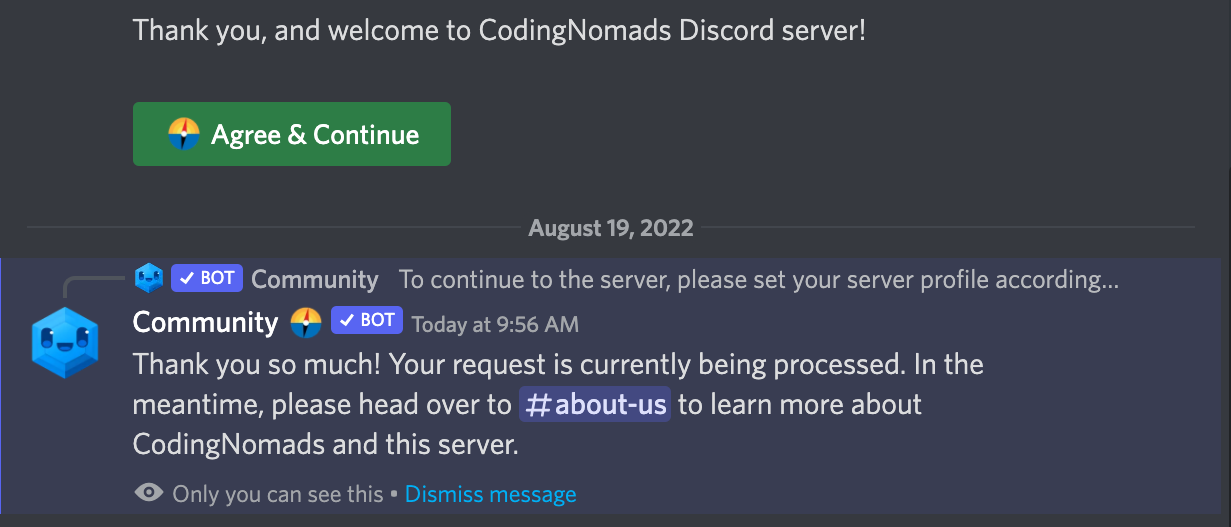 Thank you, and welcome to CodingNomads Discord server!
Agree & Continue
August 19, 2022
✓ BOT Community To continue to the server, please set your server profile according...
Community ✓ BOT Today at 9:56 AM
Thank you so much! Your request is currently being processed. In the
meantime, please head over to #about-us to learn more about
CodingNomads and this server.
Only you can see this • Dismiss message